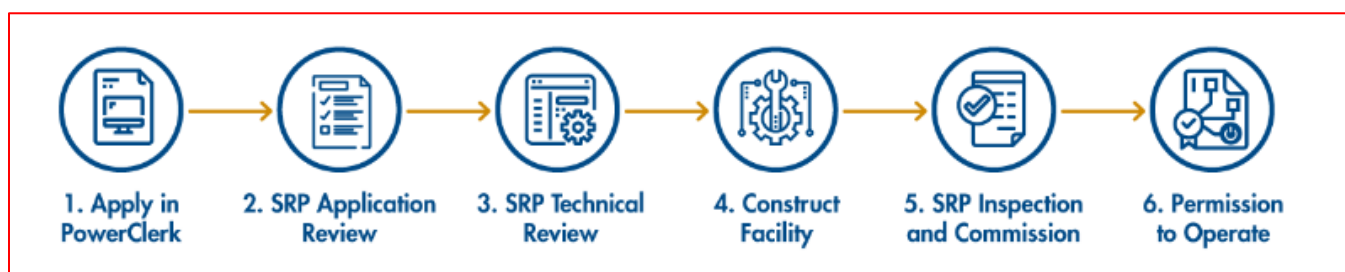 1. Apply in
PowerClerk
2. SRP Application
Review
3. SRP Technical
Review
4. Construct
Facility
5. SRP Inspection
and Commission
6. Permission
to Operate